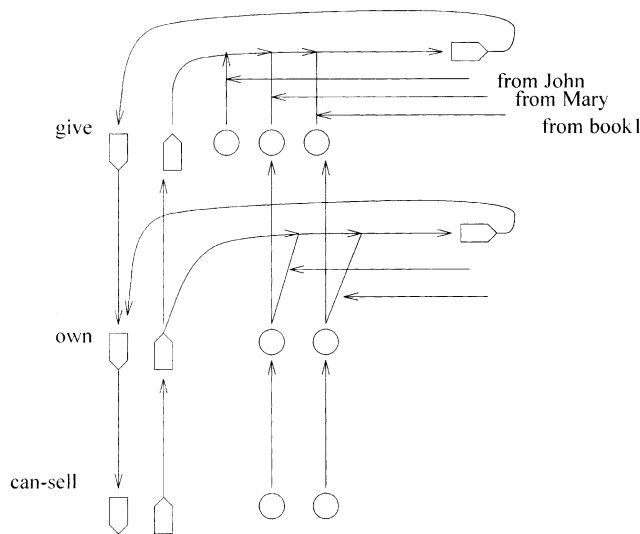 from John
from Mary
give
from book1
own
can-sell